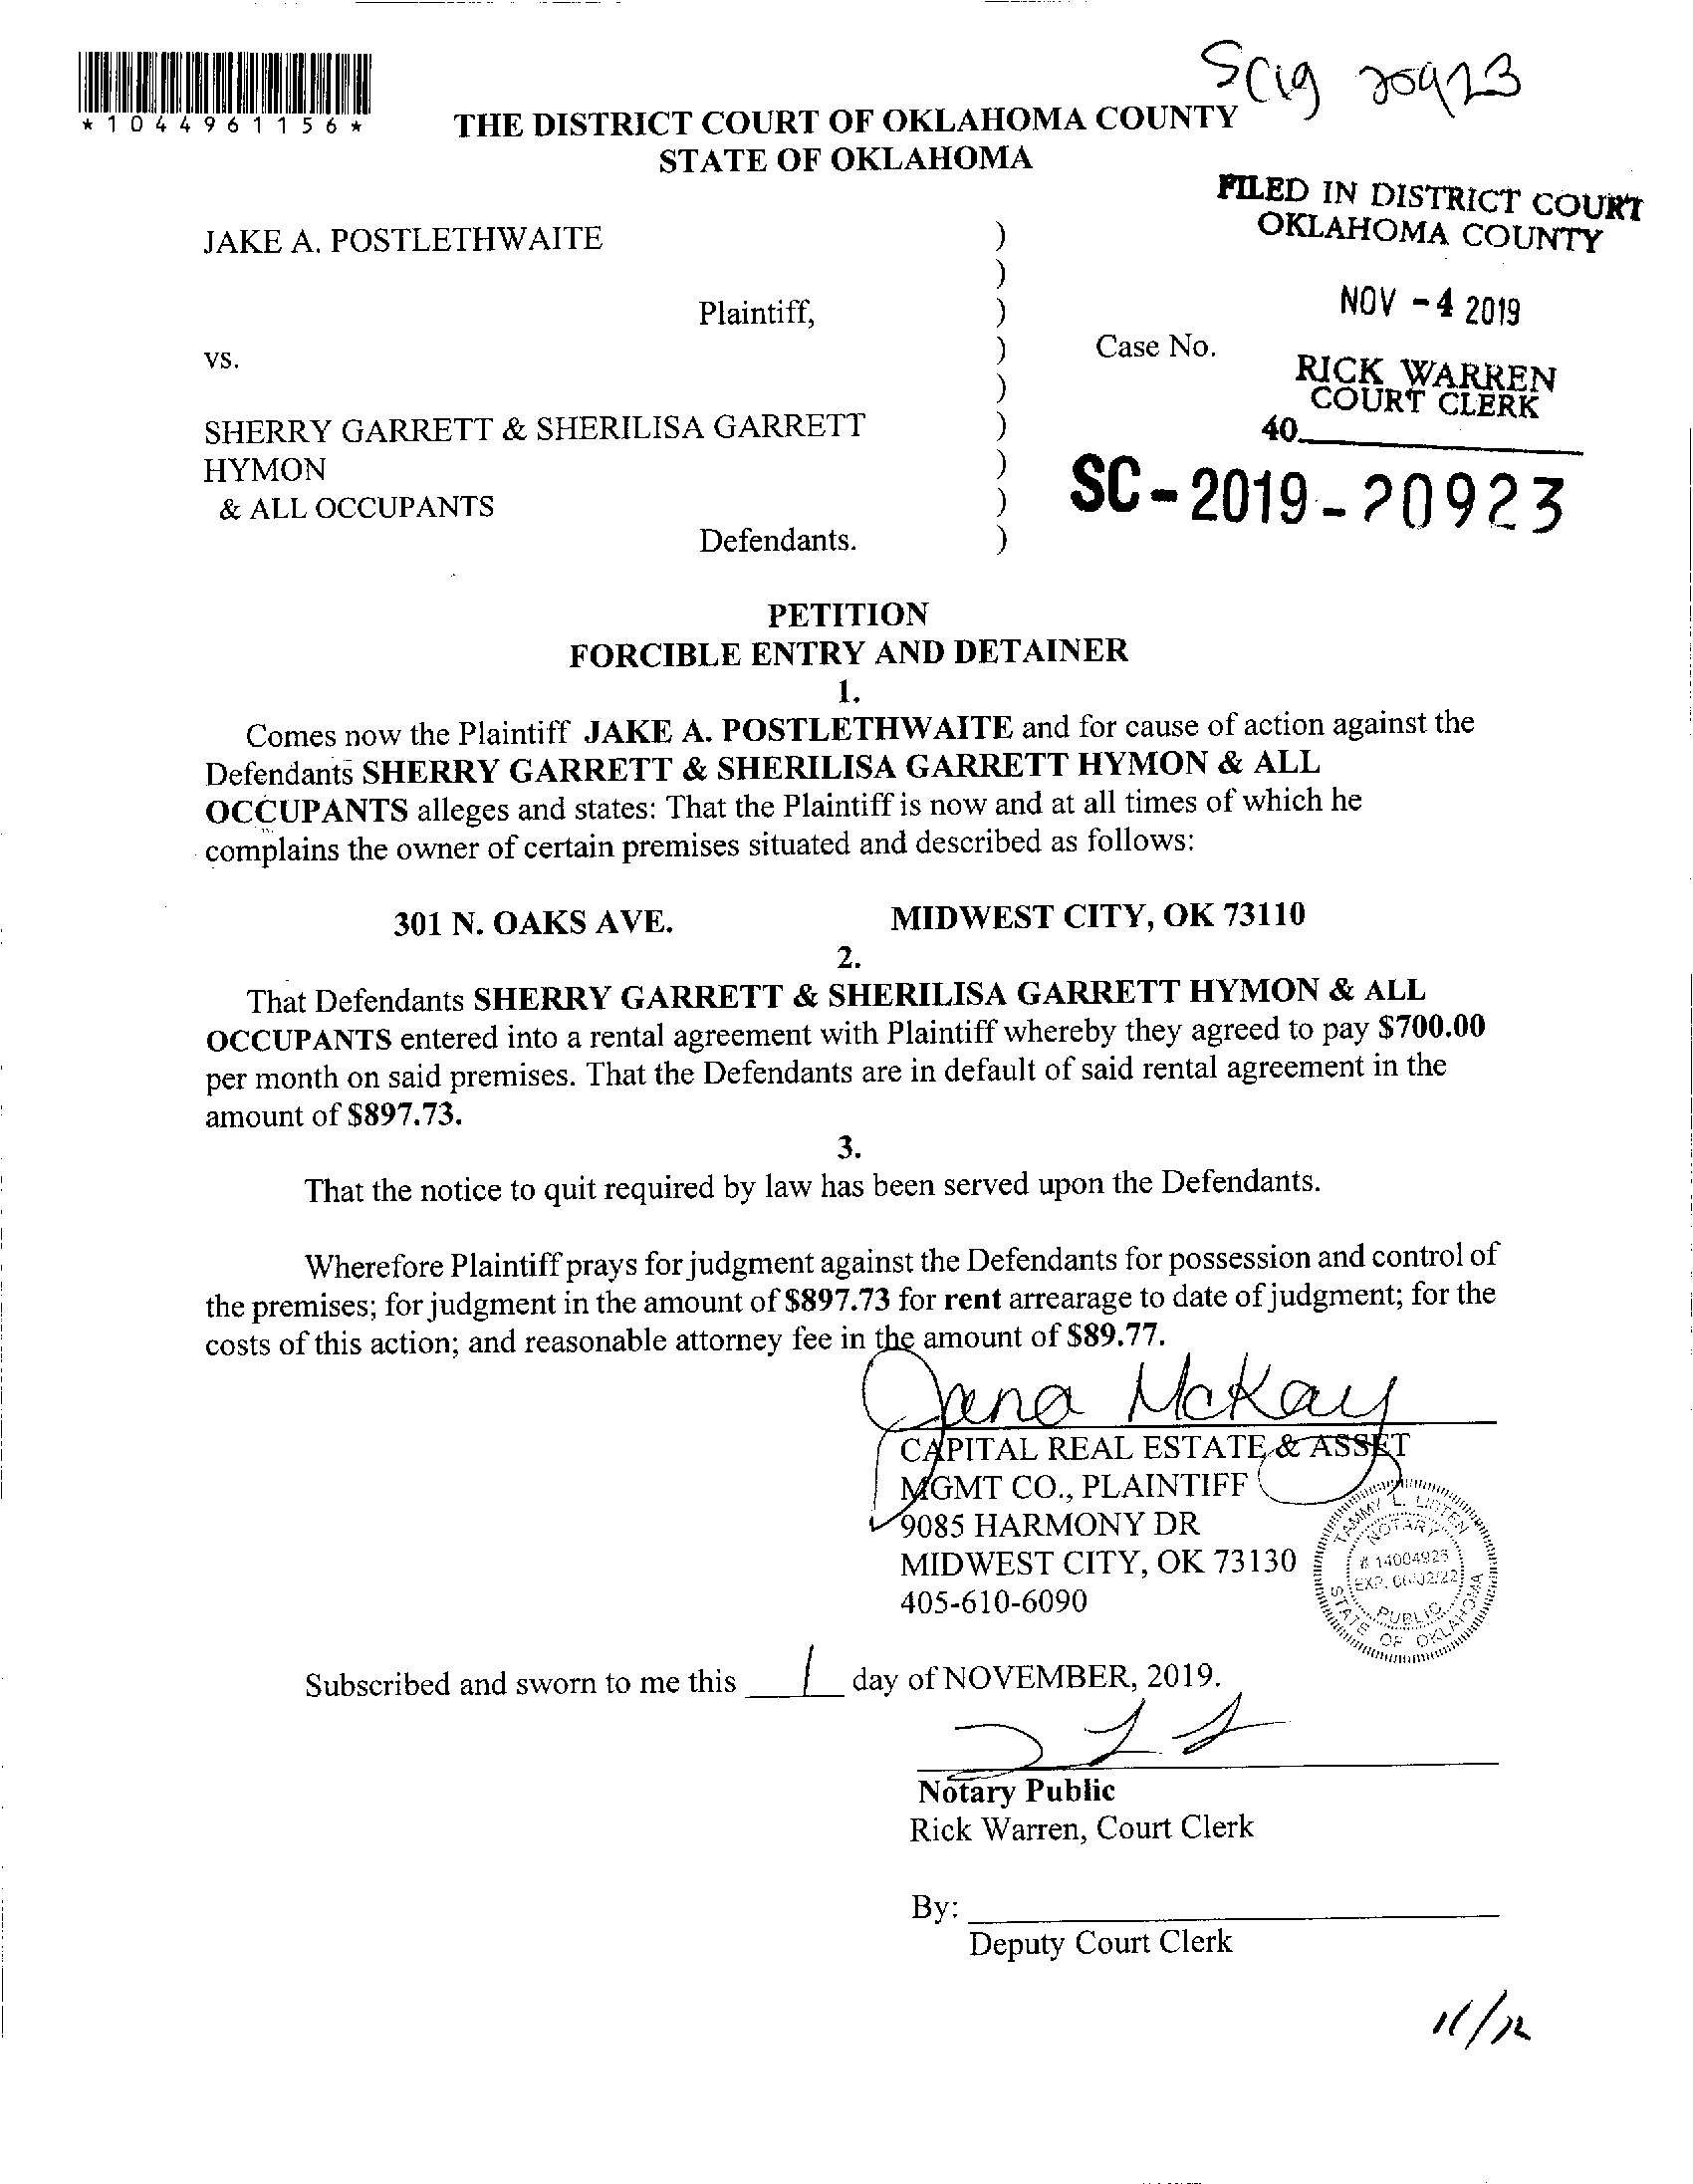 SC19 20923
*1044961156*
THE DISTRICT COURT OF OKLAHOMA COUNTY
STATE OF OKLAHOMA
FILED IN DISTRICT COURT
OKLAHOMA COUNTY
JAKE A. POSTLETHWAITE )
)
NOV -4 2019
Plaintiff, )
vs. ) Case No.
RICK WARREN
COURT CLERK
)
40
SHERRY GARRETT & SHERILISA GARRETT )
HYMON )
SC-2019-20923
& ALL OCCUPANTS )
Defendants. )
PETITION
FORCIBLE ENTRY AND DETAINER
1.
Comes now the Plaintiff JAKE A. POSTLETHWAITE and for cause of action against the
Defendants SHERRY GARRETT & SHERILISA GARRETT HYMON & ALL
OCCUPANTS alleges and states: That the Plaintiff is now and at all times of which he
complains the owner of certain premises situated and described as follows:
301 N. OAKS AVE. MIDWEST CITY, OK 73110
2.
That Defendants SHERRY GARRETT & SHERILISA GARRETT HYMON & ALL
OCCUPANTS entered into a rental agreement with Plaintiff whereby they agreed to pay $700.00
per month on said premises. That the Defendants are in default of said rental agreement in the
amount of $897.73.
3.
That the notice to quit required by law has been served upon the Defendants.
Wherefore Plaintiff prays for judgment against the Defendants for possession and control of
the premises; for judgment in the amount of $897.73 for rent arrearage to date of judgment; for the
costs of this action; and reasonable attorney fee in the amount of $89.77.
Jana McKay
CAPITAL REAL ESTATE & ASSET
MGMT CO., PLAINTIFF
9085 HARMONY DR
MIDWEST CITY, OK 73130
405-610-6090
TAMMY L.
NOTARY
# 14004923
EXP.
PUBLIC
STATE OF OKLAHOMA
Subscribed and sworn to me this 1 day of NOVEMBER, 2019.
Notary Public
Rick Warren, Court Clerk
By:
Deputy Court Clerk
11/12